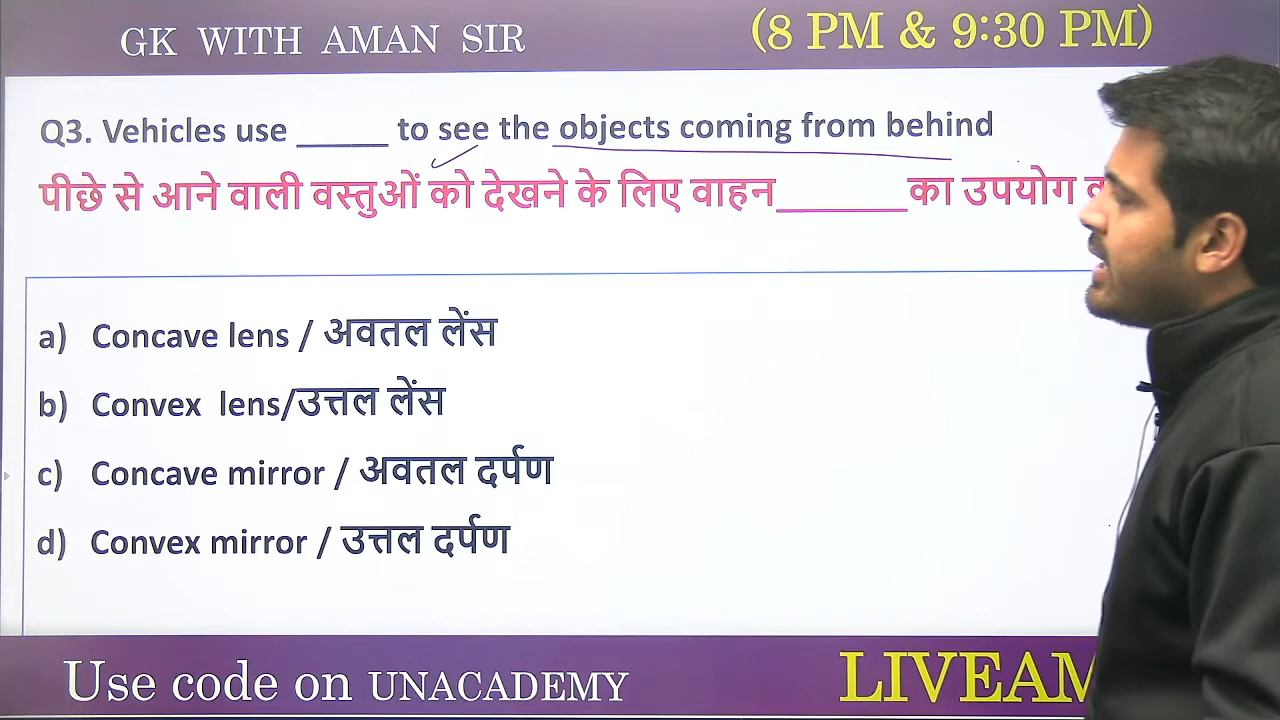 GK WITH AMAN SIR
(8 PM & 9:30 PM)
Q3. Vehicles use _____ to see the objects coming from behind
पीछे से आने वाली वस्तुओं को देखने के लिए वाहन_______का उपयोग
a) Concave lens / अवतल लेंस
b) Convex lens/उत्तल लेंस
c) Concave mirror / अवतल दर्पण
d) Convex mirror / उत्तल दर्पण
Use code on UNACADEMY
LIVEAM